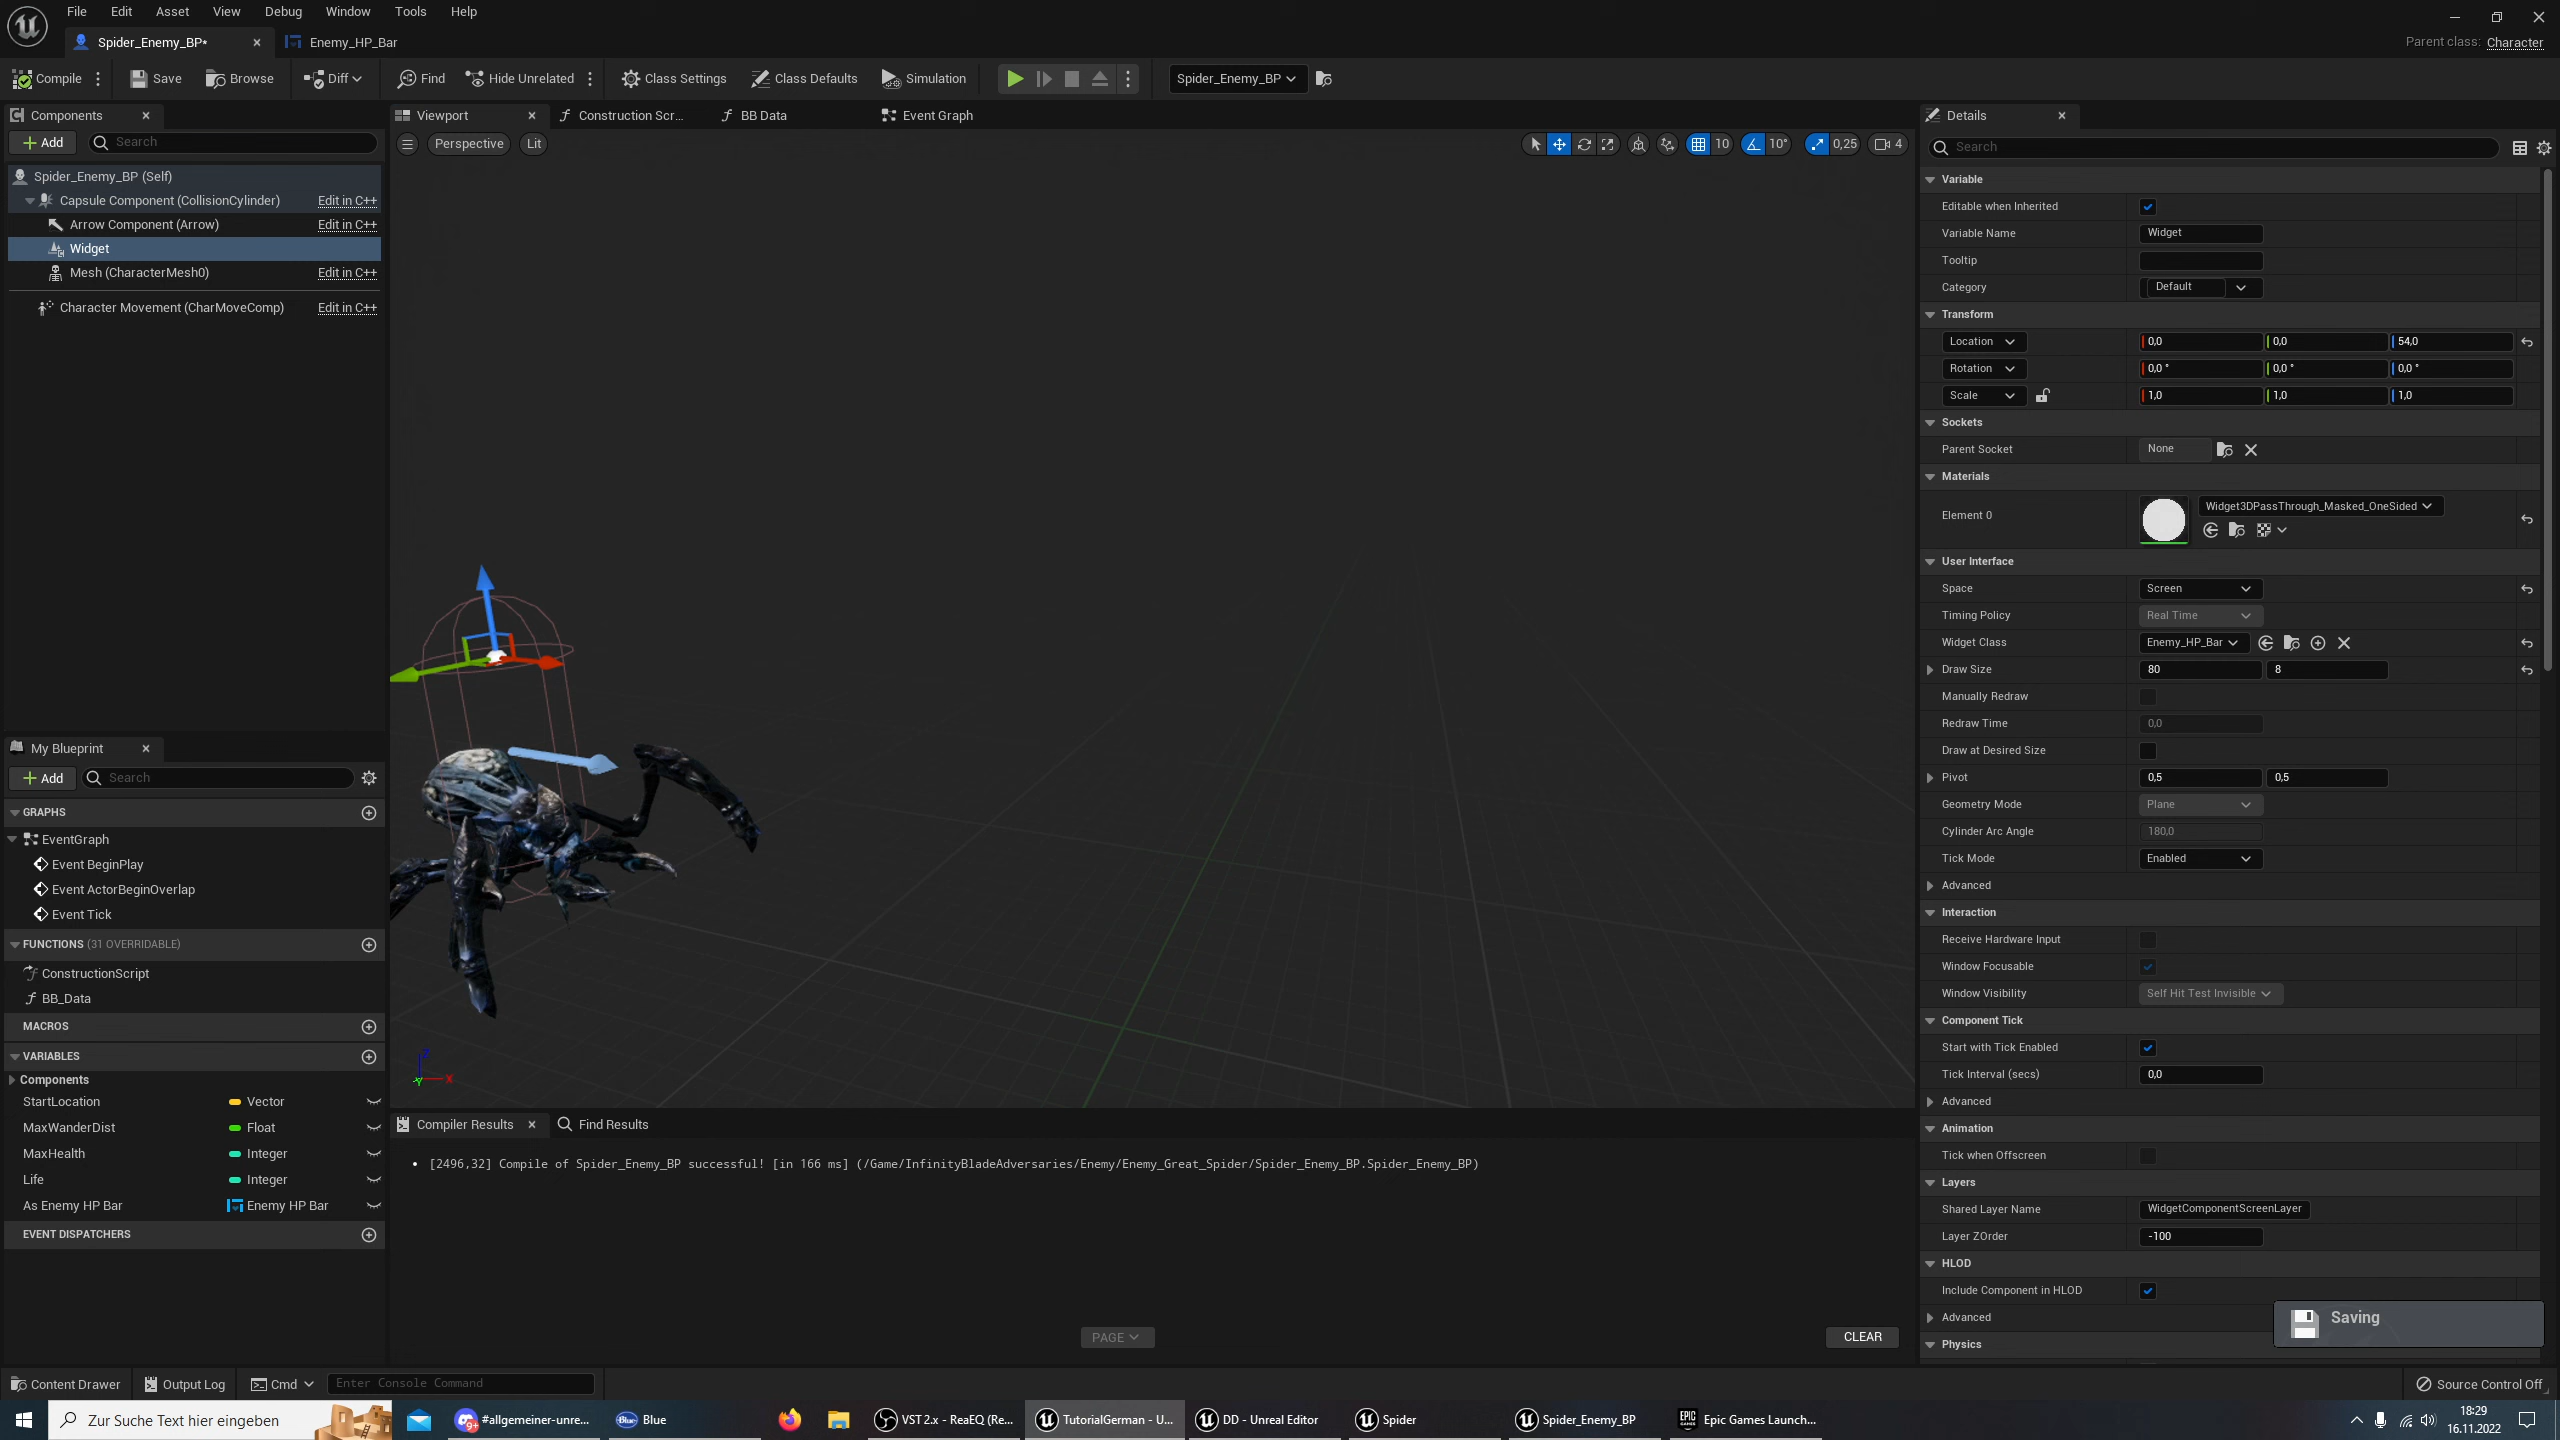 File Edit Asset View Debug Window Tools Help
Spider_Enemy_BP* Enemy_HP_Bar
Parent class: Character
Compile Save Browse Diff Find Hide Unrelated Class Settings Class Defaults Simulation Spider_Enemy_BP
Components
Add Search
Spider_Enemy_BP (Self)
Capsule Component (CollisionCylinder) Edit in C++
Arrow Component (Arrow) Edit in C++
Widget
Mesh (CharacterMesh0) Edit in C++
Character Movement (CharMoveComp) Edit in C++
My Blueprint
Add Search
GRAPHS
EventGraph
Event BeginPlay
Event ActorBeginOverlap
Event Tick
FUNCTIONS (31 OVERRIDABLE)
ConstructionScript
BB_Data
MACROS
VARIABLES
Components
StartLocation Vector
MaxWanderDist Float
MaxHealth Integer
Life Integer
As Enemy HP Bar Enemy HP Bar
EVENT DISPATCHERS
Viewport Construction Scr... BB Data Event Graph
Perspective Lit 10 10° 0,25 4
Z
X
Y
Compiler Results Find Results
[2496,32] Compile of Spider_Enemy_BP successful! [in 166 ms] (/Game/InfinityBladeAdversaries/Enemy/Enemy_Great_Spider/Spider_Enemy_BP.Spider_Enemy_BP)
PAGE CLEAR
Details
Search
Variable
Editable when Inherited
Variable Name Widget
Tooltip
Category Default
Transform
Location 0,0 0,0 54,0
Rotation 0,0 ° 0,0 ° 0,0 °
Scale 1,0 1,0 1,0
Sockets
Parent Socket None
Materials
Element 0 Widget3DPassThrough_Masked_OneSided
User Interface
Space Screen
Timing Policy Real Time
Widget Class Enemy_HP_Bar
Draw Size 80 8
Manually Redraw
Redraw Time 0,0
Draw at Desired Size
Pivot 0,5 0,5
Geometry Mode Plane
Cylinder Arc Angle 180,0
Tick Mode Enabled
Advanced
Interaction
Receive Hardware Input
Window Focusable
Window Visibility Self Hit Test Invisible
Component Tick
Start with Tick Enabled
Tick Interval (secs) 0,0
Advanced
Animation
Tick when Offscreen
Layers
Shared Layer Name WidgetComponentScreenLayer
Layer ZOrder -100
HLOD
Include Component in HLOD
Advanced
Physics
Saving
Content Drawer Output Log Cmd Enter Console Command Source Control Off
Zur Suche Text hier eingeben 9+ #allgemeiner-unre... Blue Blue VST 2.x - ReaEQ (Re... TutorialGerman - U... DD - Unreal Editor Spider Spider_Enemy_BP EPIC GAMES Epic Games Launch... 18:29
16.11.2022